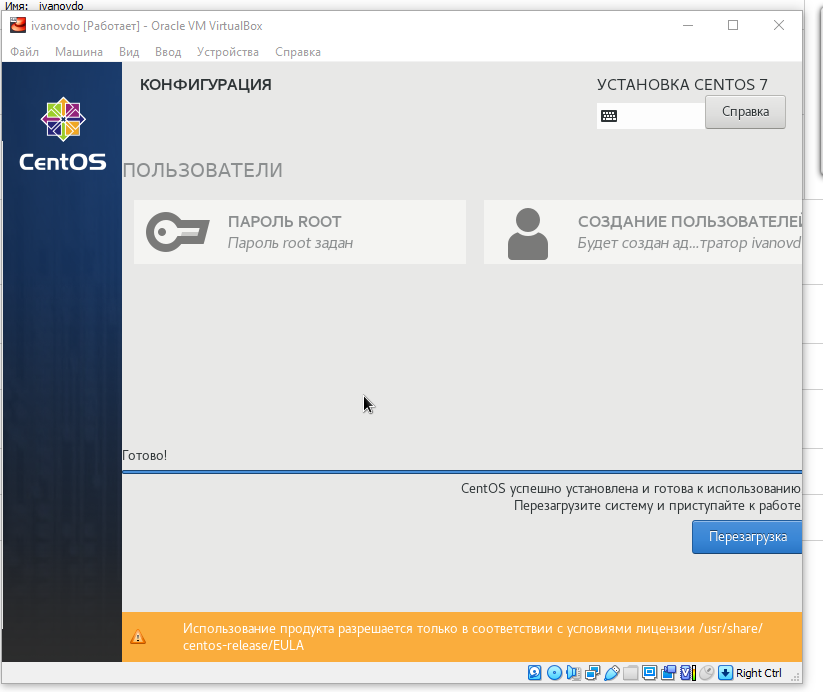 Имя: ivanovdo
ivanovdo [Работает] - Oracle VM VirtualBox
Файл Машина Вид Ввод Устройства Справка
КОНФИГУРАЦИЯ
УСТАНОВКА CENTOS 7
Справка
CentOS
ПОЛЬЗОВАТЕЛИ
ПАРОЛЬ ROOT
Пароль root задан
СОЗДАНИЕ ПОЛЬЗОВАТЕЛЕЙ
Будет создан ад...тратор ivanovd
Готово!
CentOS успешно установлена и готова к использованию
Перезагрузите систему и приступайте к работе
Перезагрузка
Использование продукта разрешается только в соответствии с условиями лицензии /usr/share/
centos-release/EULA
Right Ctrl